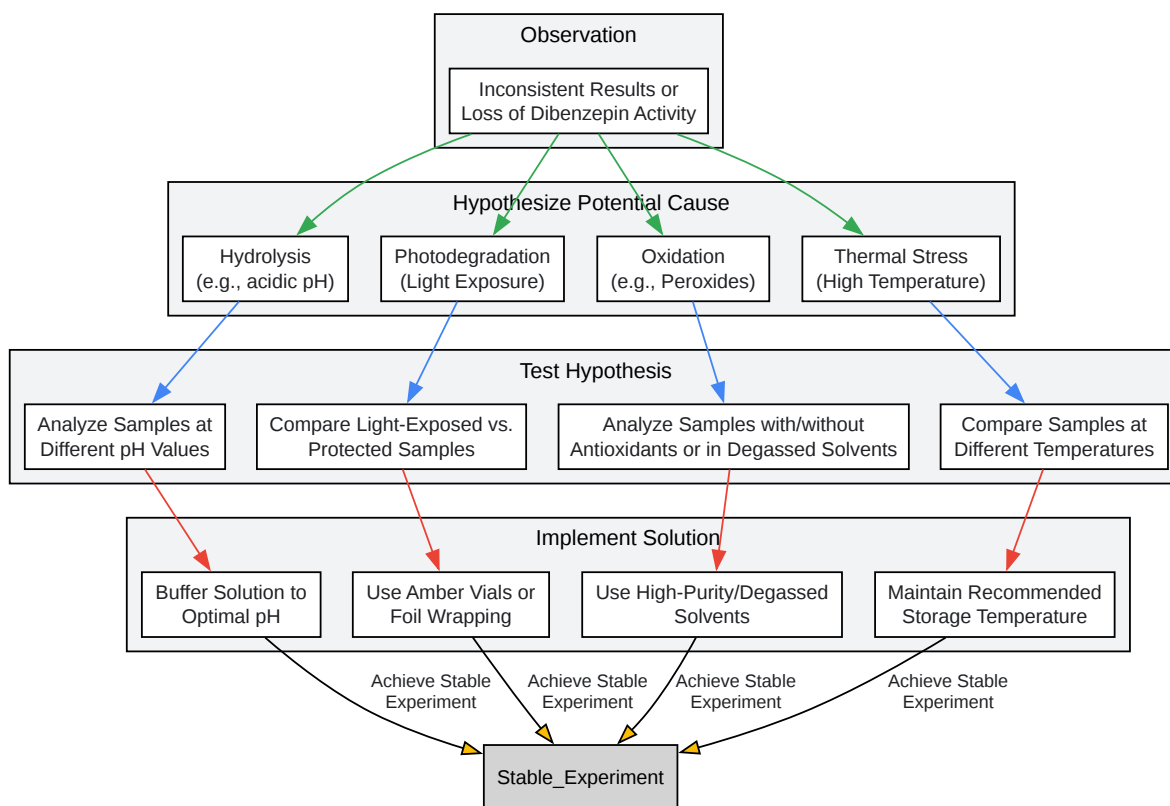 Observation
Inconsistent Results or
Loss of Dibenzepin Activity
Hypothesize Potential Cause
Hydrolysis
(e.g., acidic pH)
Photodegradation
(Light Exposure)
Oxidation
(e.g., Peroxides)
Thermal Stress
(High Temperature)
Test Hypothesis
Analyze Samples at
Different pH Values
Compare Light-Exposed vs.
Protected Samples
Analyze Samples with/without
Antioxidants or in Degassed Solvents
Compare Samples at
Different Temperatures
Implement Solution
Buffer Solution to
Optimal pH
Use Amber Vials or
Foil Wrapping
Use High-Purity/Degassed
Solvents
Maintain Recommended
Storage Temperature
Achieve Stable
Experiment
Achieve Stable
Experiment
Achieve Stable
Experiment
Achieve Stable
Experiment
Stable_Experiment